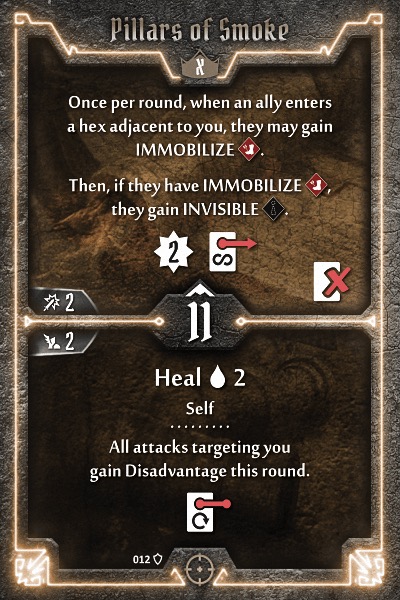 Pillars of Smoke
X
Once per round, when an ally enters
a hex adjacent to you, they may gain
IMMOBILIZE.
Then, if they have IMMOBILIZE,
they gain INVISIBLE.
2
2
11
2
Heal 2
Self
All attacks targeting you
gain Disadvantage this round.
012